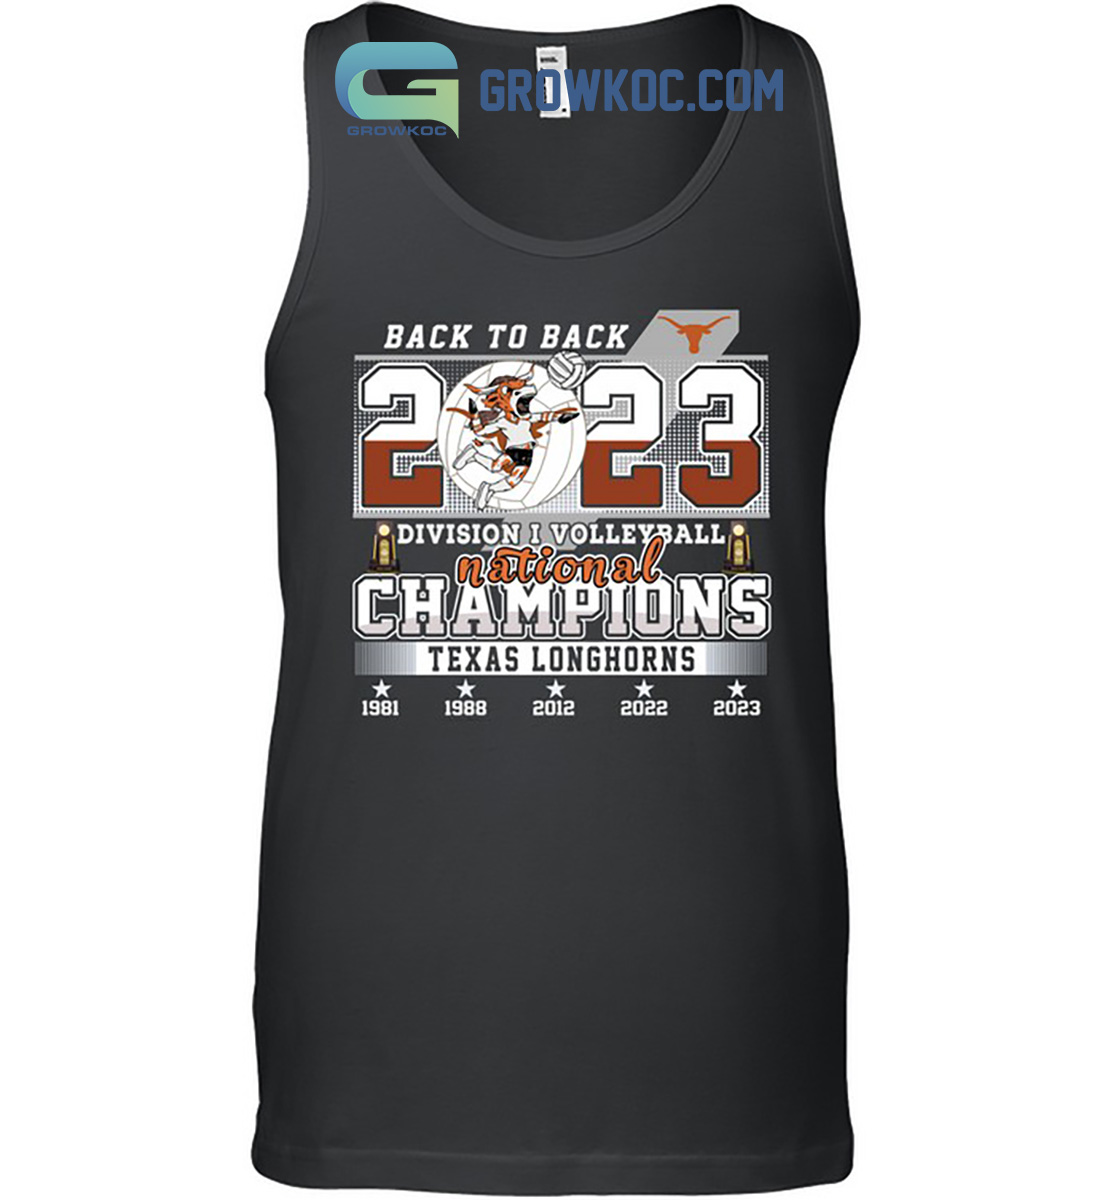 GROWKOC.COM
GROWKOC
BACK TO BACK
2023
DIVISION I VOLLEYBALL
national
CHAMPIONS
TEXAS LONGHORNS
1981 1988 2012 2022 2023